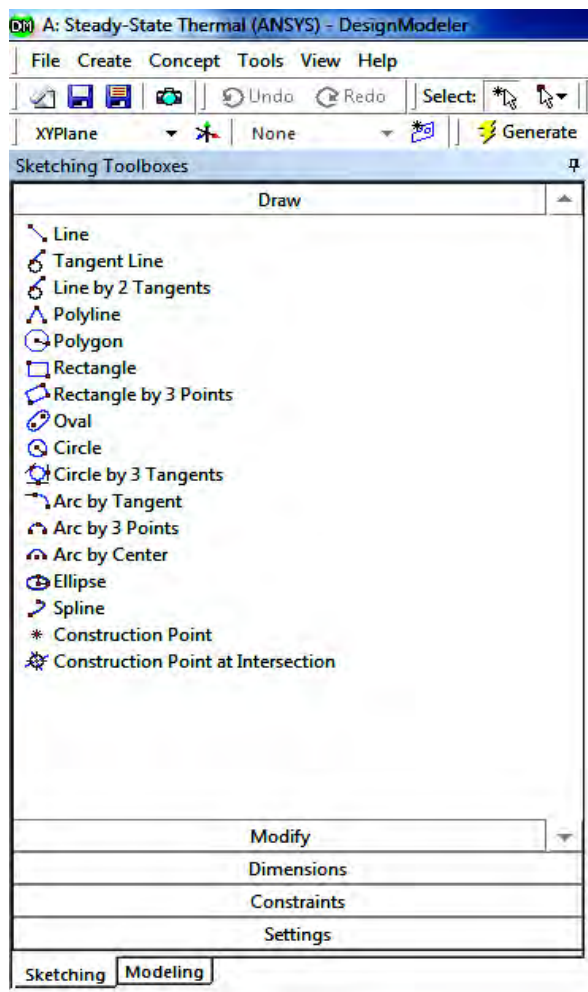 DM A: Steady-State Thermal (ANSYS) - DesignModeler
File Create Concept Tools View Help
Undo Redo Select:
XYPlane None Generate
Sketching Toolboxes
Draw
Line
Tangent Line
Line by 2 Tangents
Polyline
Polygon
Rectangle
Rectangle by 3 Points
Oval
Circle
Circle by 3 Tangents
Arc by Tangent
Arc by 3 Points
Arc by Center
Ellipse
Spline
Construction Point
Construction Point at Intersection
Modify
Dimensions
Constraints
Settings
Sketching Modeling